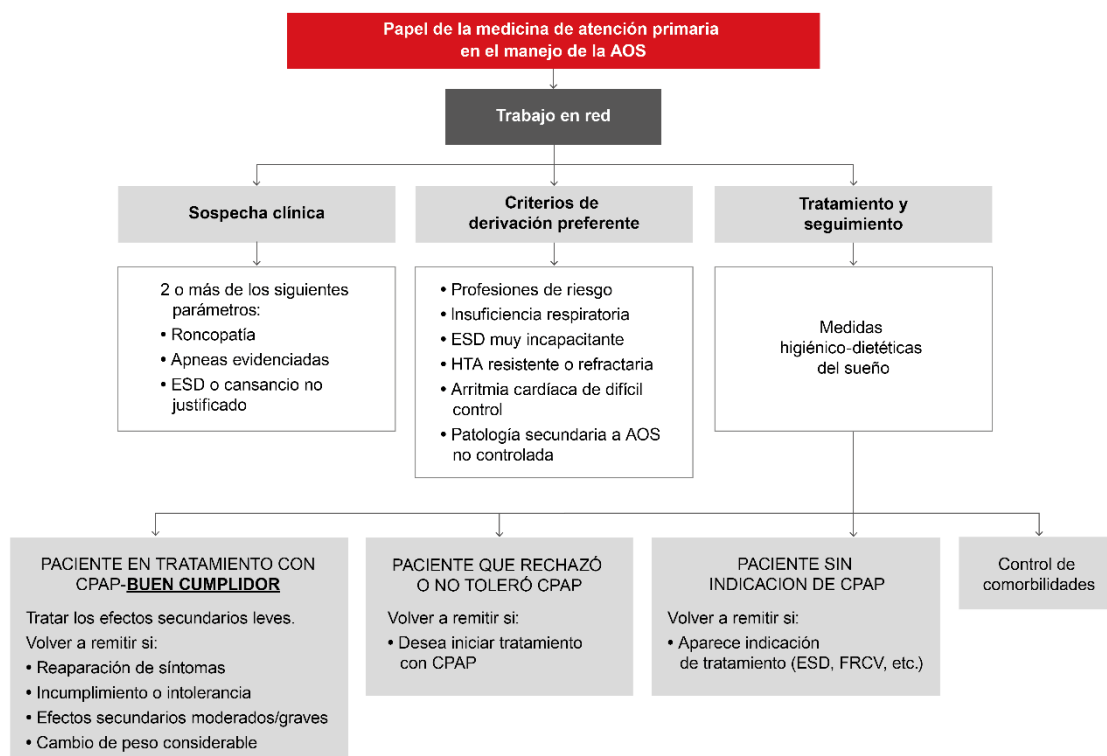 Papel de la medicina de atención primaria
en el manejo de la AOS
Trabajo en red
Sospecha clínica
Criterios de
derivación preferente
Tratamiento y
seguimiento
2 o más de los siguientes
parámetros:
• Roncopatía
• Apneas evidenciadas
• ESD o cansancio no
justificado
• Profesiones de riesgo
• Insuficiencia respiratoria
• ESD muy incapacitante
• HTA resistente o refractaria
• Arritmia cardíaca de difícil
control
• Patología secundaria a AOS
no controlada
Medidas
higiénico-dietéticas
del sueño
PACIENTE EN TRATAMIENTO CON
CPAP-BUEN CUMPLIDOR
Tratar los efectos secundarios leves.
Volver a remitir si:
• Reaparación de síntomas
• Incumplimiento o intolerancia
• Efectos secundarios moderados/graves
• Cambio de peso considerable
PACIENTE QUE RECHAZÓ
O NO TOLERÓ CPAP
Volver a remitir si:
• Desea iniciar tratamiento
con CPAP
PACIENTE SIN
INDICACION DE CPAP
Volver a remitir si:
• Aparece indicación
de tratamiento (ESD, FRCV, etc.)
Control de
comorbilidades